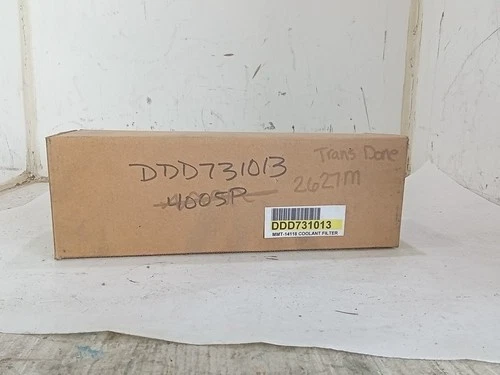 DDD731013
Trans Done
2627M
4005P
DDD731013
MMT-14116 COOLANT FILTER